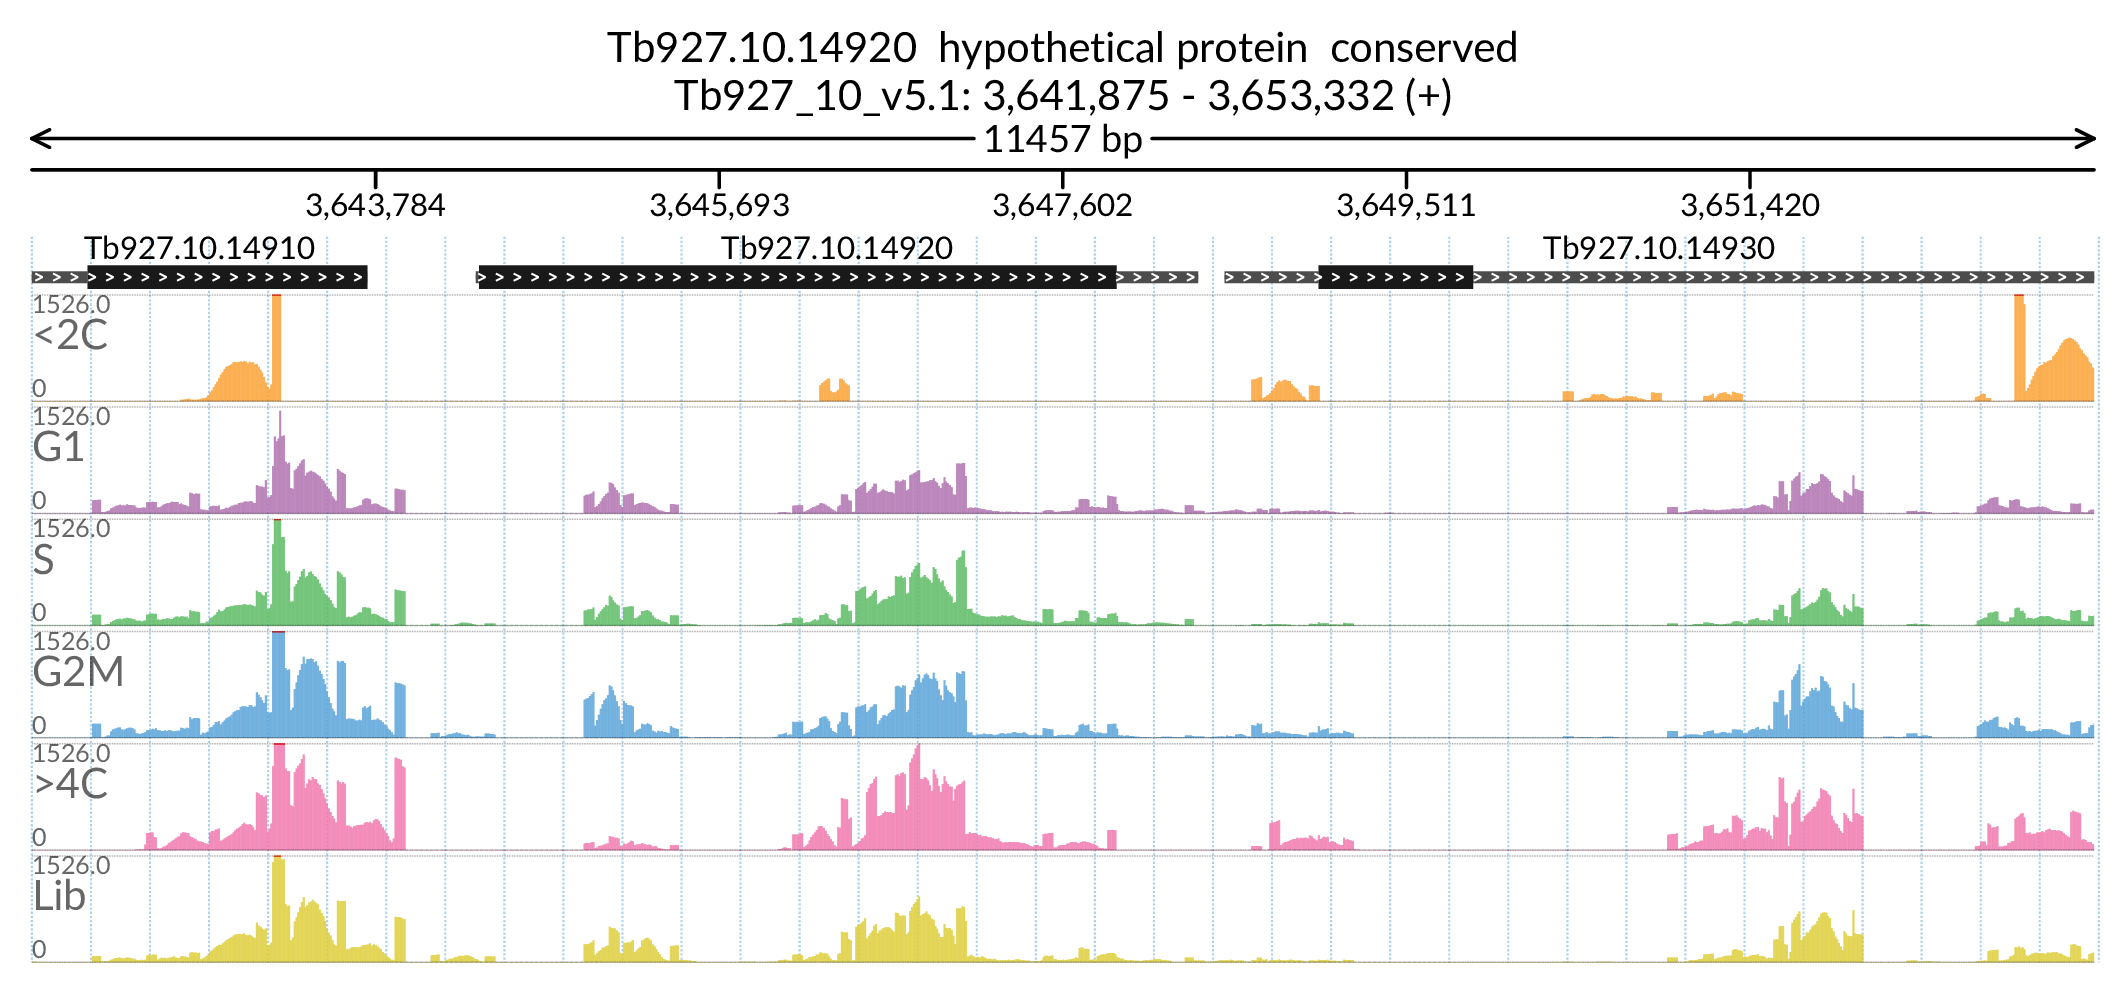 Tb927.10.14920  hypothetical protein  conserved
Tb927_10_v5.1: 3,641,875 - 3,653,332 (+)
11457 bp
3,643,784 3,645,693 3,647,602 3,649,511 3,651,420
Tb927.10.14910 Tb927.10.14920 Tb927.10.14930
1526.0
<2C
0
1526.0
G1
0
1526.0
S
0
1526.0
G2M
0
1526.0
>4C
0
1526.0
Lib
0